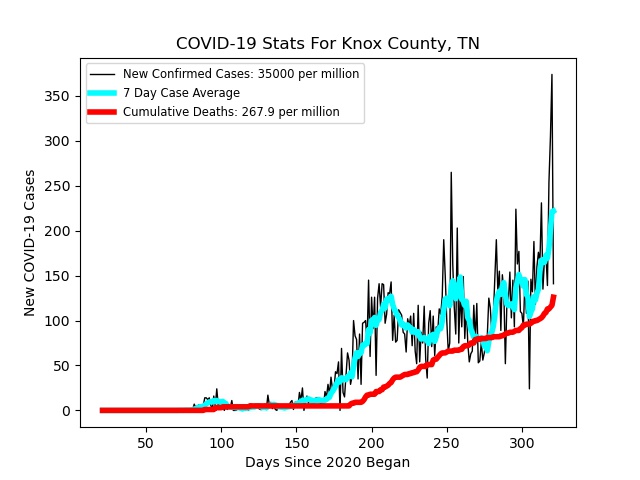 COVID-19 Stats For Knox County, TN
New Confirmed Cases: 35000 per million
7 Day Case Average
Cumulative Deaths: 267.9 per million
New COVID-19 Cases
350
300
250
200
150
100
50
0
50
100
150
200
250
300
Days Since 2020 Began